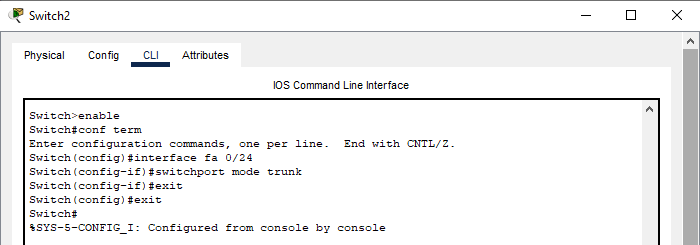 Switch2
Physical Config CLI Attributes
IOS Command Line Interface
Switch>enable
Switch#conf term
Enter configuration commands, one per line.  End with CNTL/Z.
Switch(config)#interface fa 0/24
Switch(config-if)#switchport mode trunk
Switch(config-if)#exit
Switch(config)#exit
Switch#
%SYS-5-CONFIG_I: Configured from console by console